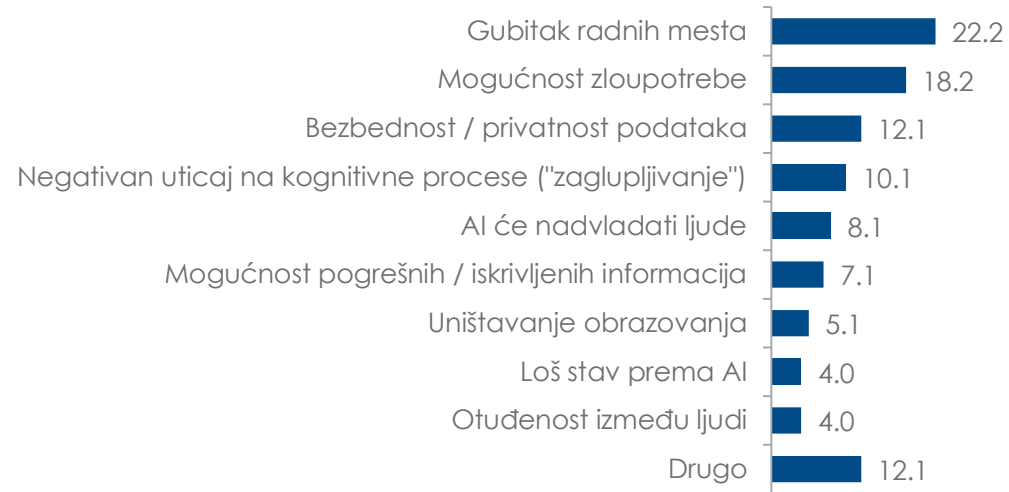 Gubitak radnih mesta 22.2
Mogućnost zloupotrebe 18.2
Bezbednost / privatnost podataka 12.1
Negativan uticaj na kognitivne procese ("zaglupljivanje") 10.1
AI će nadvladati ljude 8.1
Mogućnost pogrešnih / iskrivljenih informacija 7.1
Uništavanje obrazovanja 5.1
Loš stav prema AI 4.0
Otuđenost između ljudi 4.0
Drugo 12.1